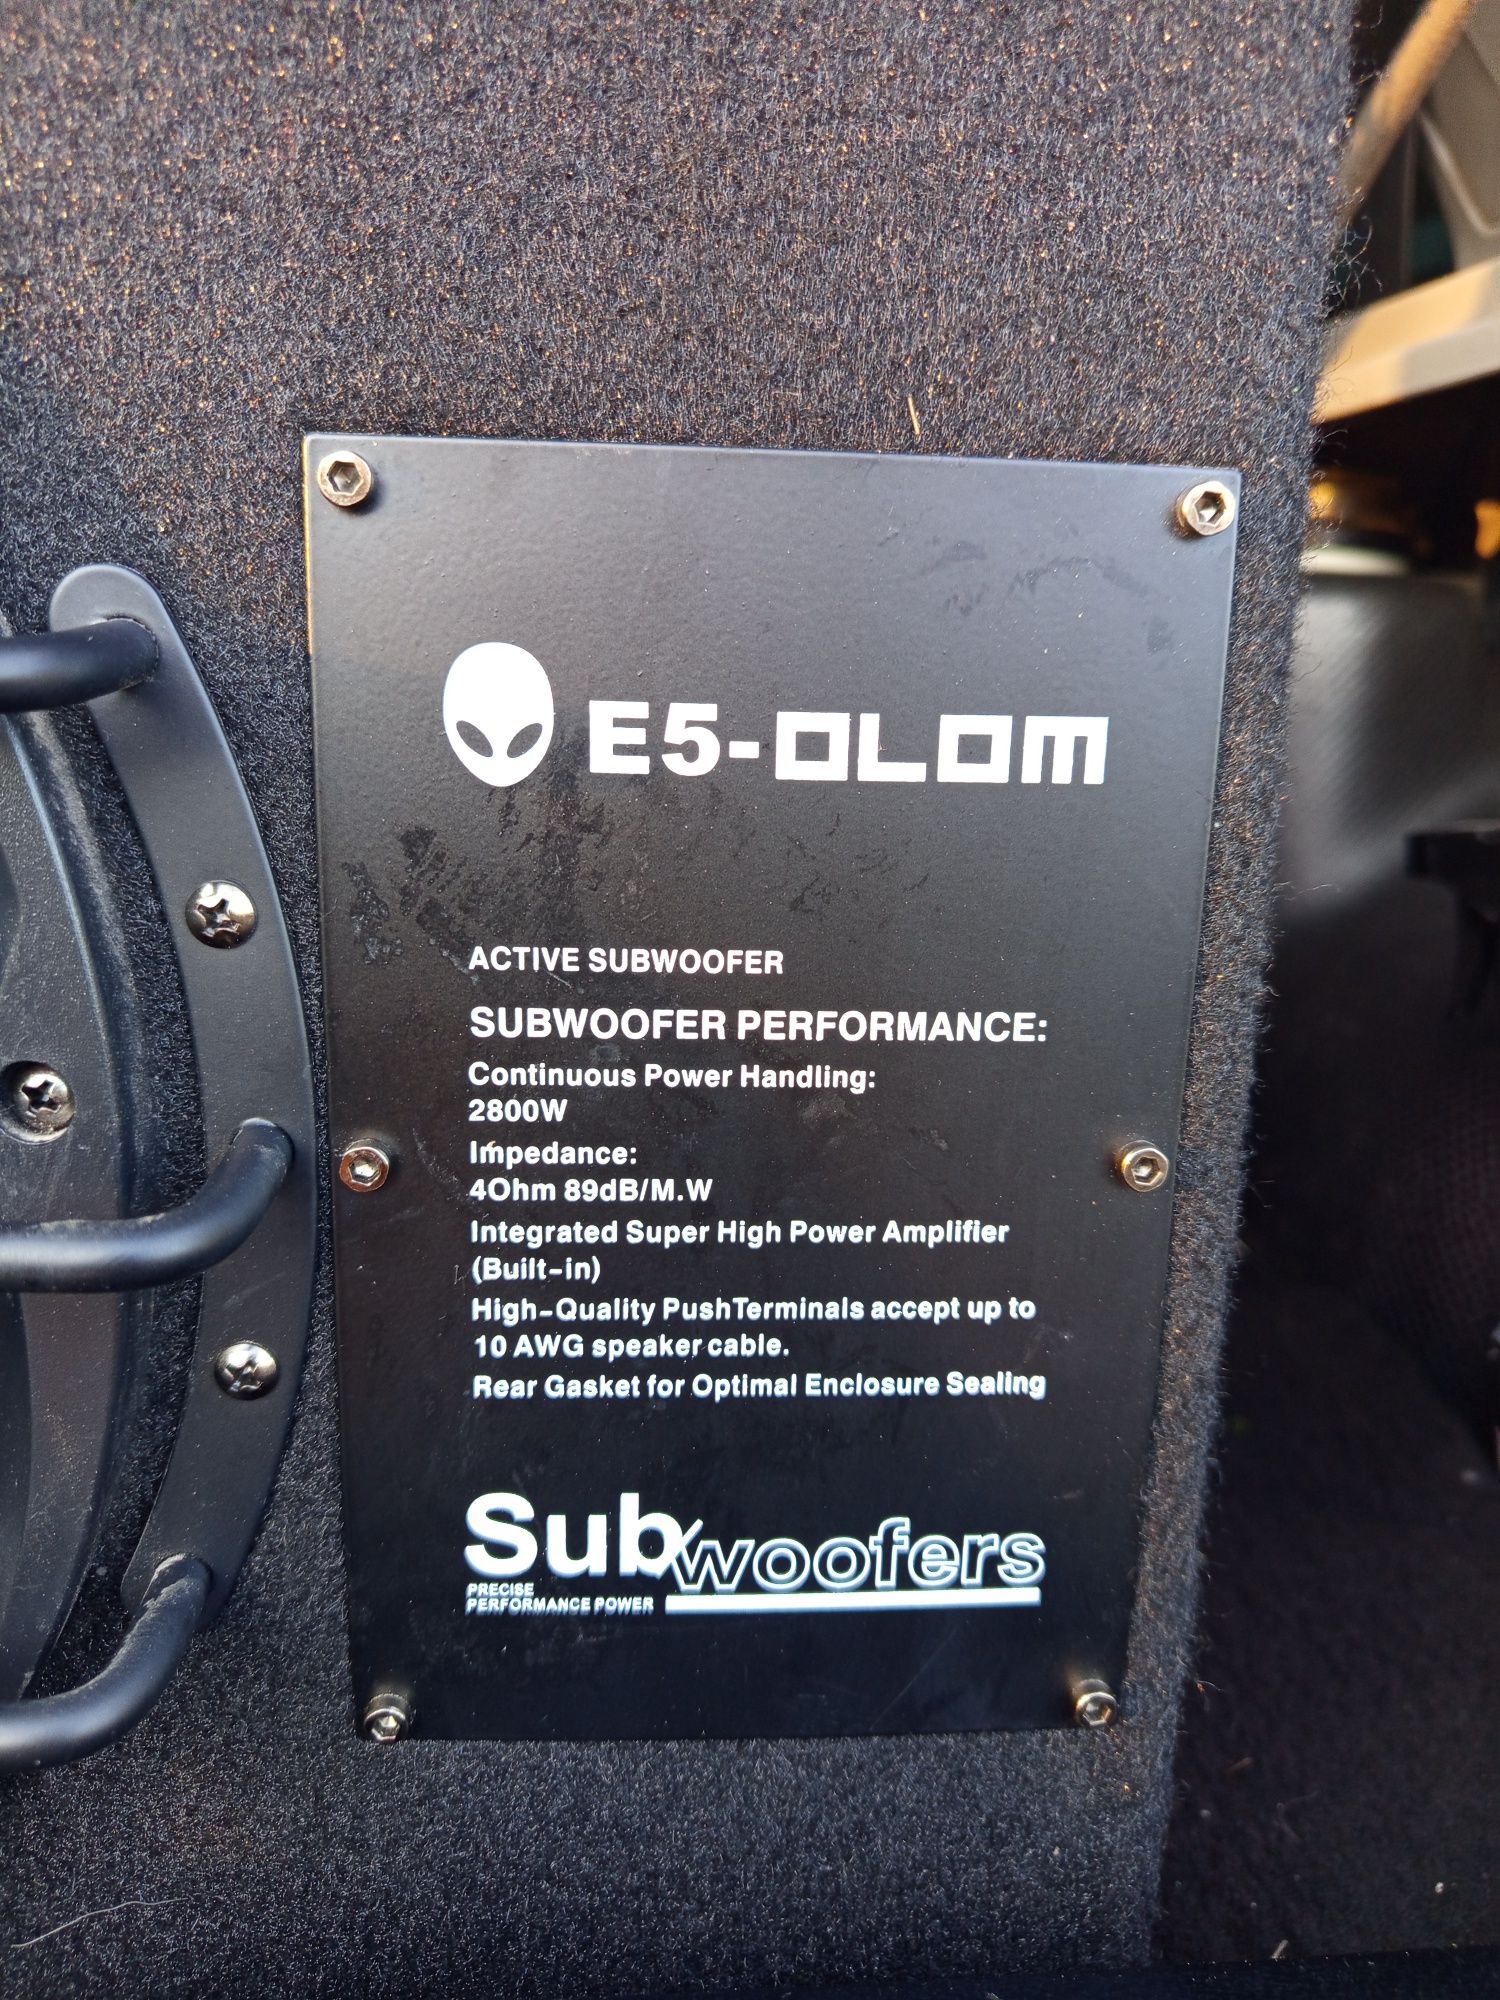 E5-OLOM
ACTIVE SUBWOOFER
SUBWOOFER PERFORMANCE:
Continuous Power Handling:
2800W
Impedance:
4Ohm 89dB/M.W
Integrated Super High Power Amplifier
(Built-in)
High-Quality PushTerminals accept up to
10 AWG speaker cable.
Rear Gasket for Optimal Enclosure Sealing
Subwoofers
PRECISE
PERFORMANCE POWER